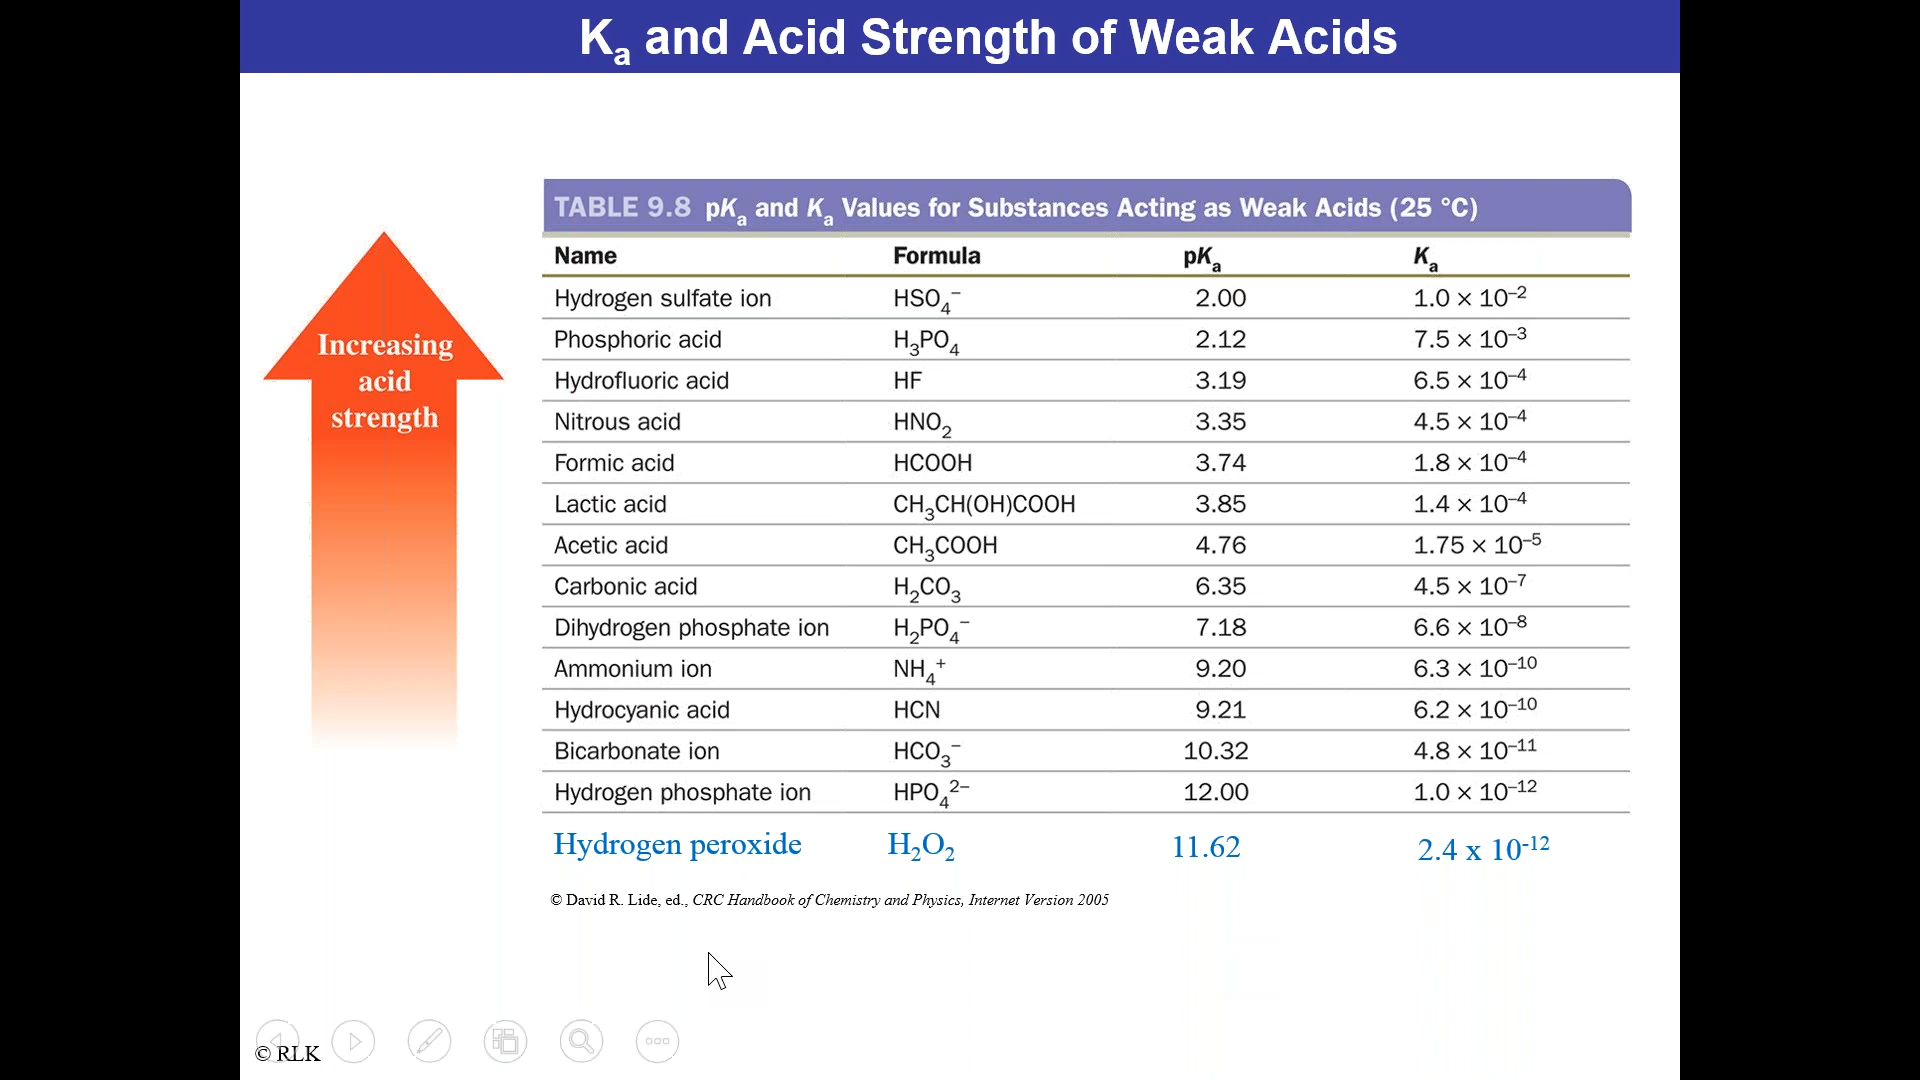 Kₐ and Acid Strength of Weak Acids
Increasing
acid
strength
TABLE 9.8 pKₐ and Kₐ Values for Substances Acting as Weak Acids (25 °C)
Name Formula pKₐ Kₐ
Hydrogen sulfate ion HSO₄⁻ 2.00 1.0 × 10⁻²
Phosphoric acid H₃PO₄ 2.12 7.5 × 10⁻³
Hydrofluoric acid HF 3.19 6.5 × 10⁻⁴
Nitrous acid HNO₂ 3.35 4.5 × 10⁻⁴
Formic acid HCOOH 3.74 1.8 × 10⁻⁴
Lactic acid CH₃CH(OH)COOH 3.85 1.4 × 10⁻⁴
Acetic acid CH₃COOH 4.76 1.75 × 10⁻⁵
Carbonic acid H₂CO₃ 6.35 4.5 × 10⁻⁷
Dihydrogen phosphate ion H₂PO₄⁻ 7.18 6.6 × 10⁻⁸
Ammonium ion NH₄⁺ 9.20 6.3 × 10⁻¹⁰
Hydrocyanic acid HCN 9.21 6.2 × 10⁻¹⁰
Bicarbonate ion HCO₃⁻ 10.32 4.8 × 10⁻¹¹
Hydrogen phosphate ion HPO₄²⁻ 12.00 1.0 × 10⁻¹²
Hydrogen peroxide H₂O₂ 11.62 2.4 x 10⁻¹²
© David R. Lide, ed., CRC Handbook of Chemistry and Physics, Internet Version 2005
© RLK